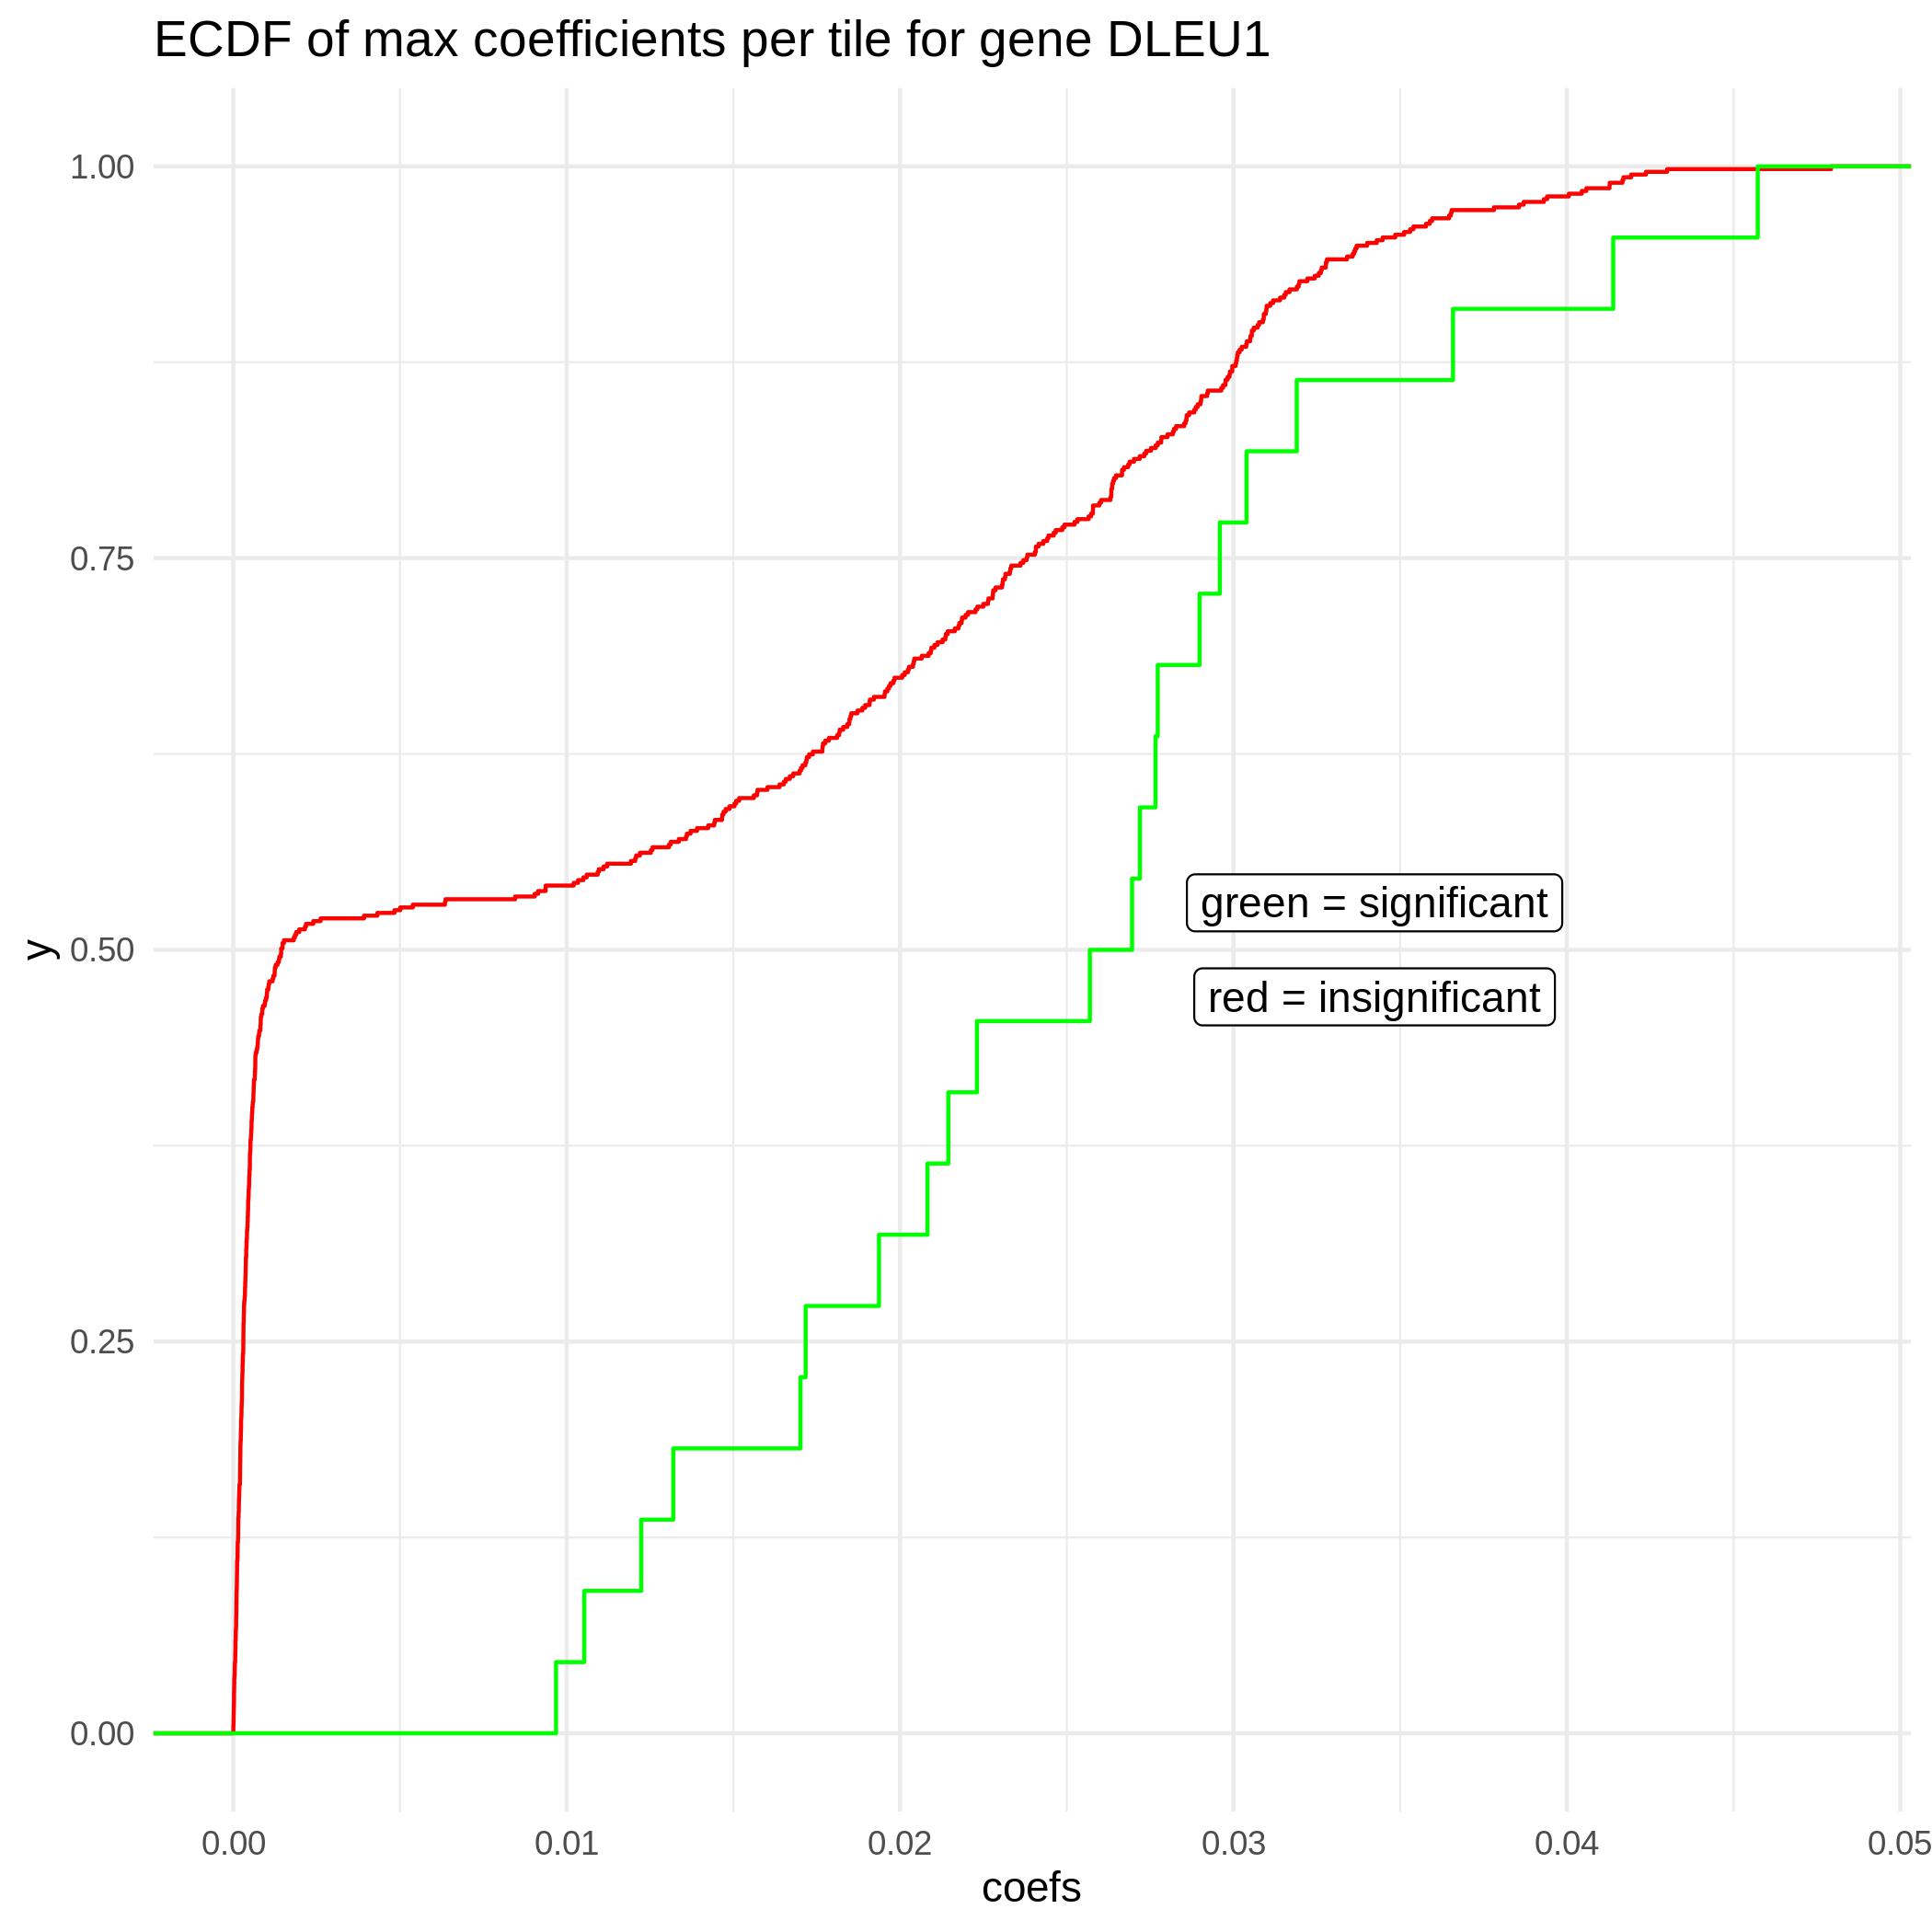 ECDF of max coefficients per tile for gene DLEU1
1.00
0.75
0.50
0.25
0.00
y
green = significant
red = insignificant
0.00 0.01 0.02 0.03 0.04 0.05
coefs